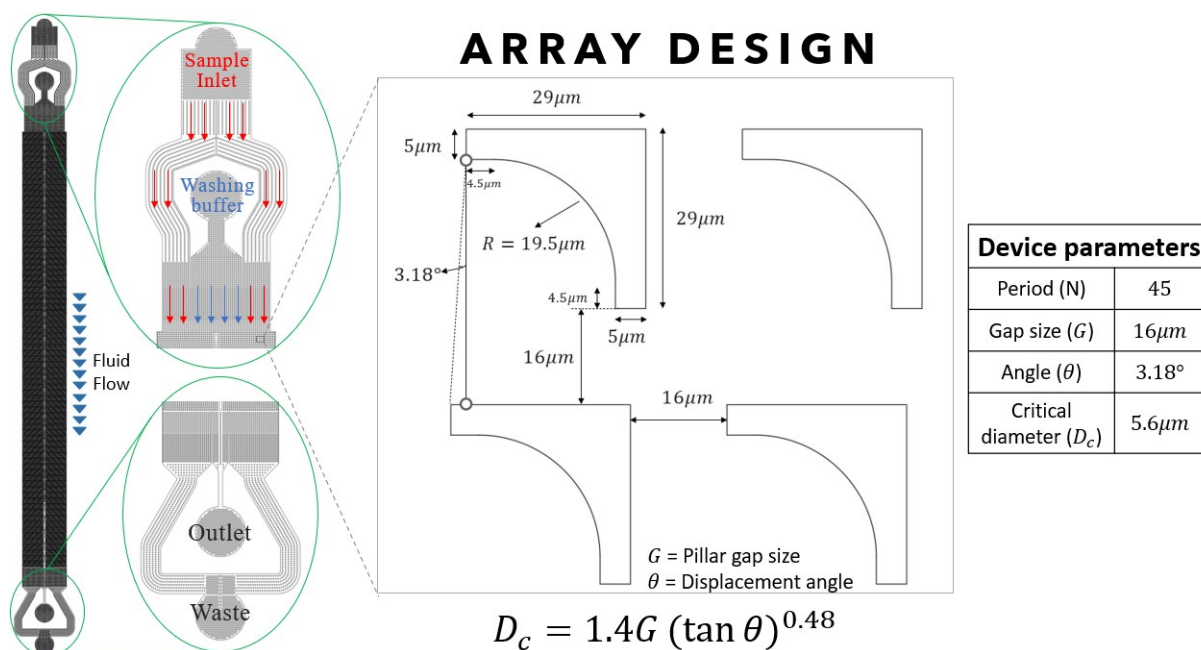 ARRAY DESIGN
Sample
Inlet
Washing
buffer
Fluid
Flow
Outlet
Waste
29μm
5μm
4.5μm
R = 19.5μm
29μm
3.18°
4.5μm
5μm
16μm
16μm
G = Pillar gap size
θ = Displacement angle
D_c = 1.4G (tan θ)^0.48
Device parameters
Period (N) 45
Gap size (G) 16μm
Angle (θ) 3.18°
Critical
diameter (D_c) 5.6μm